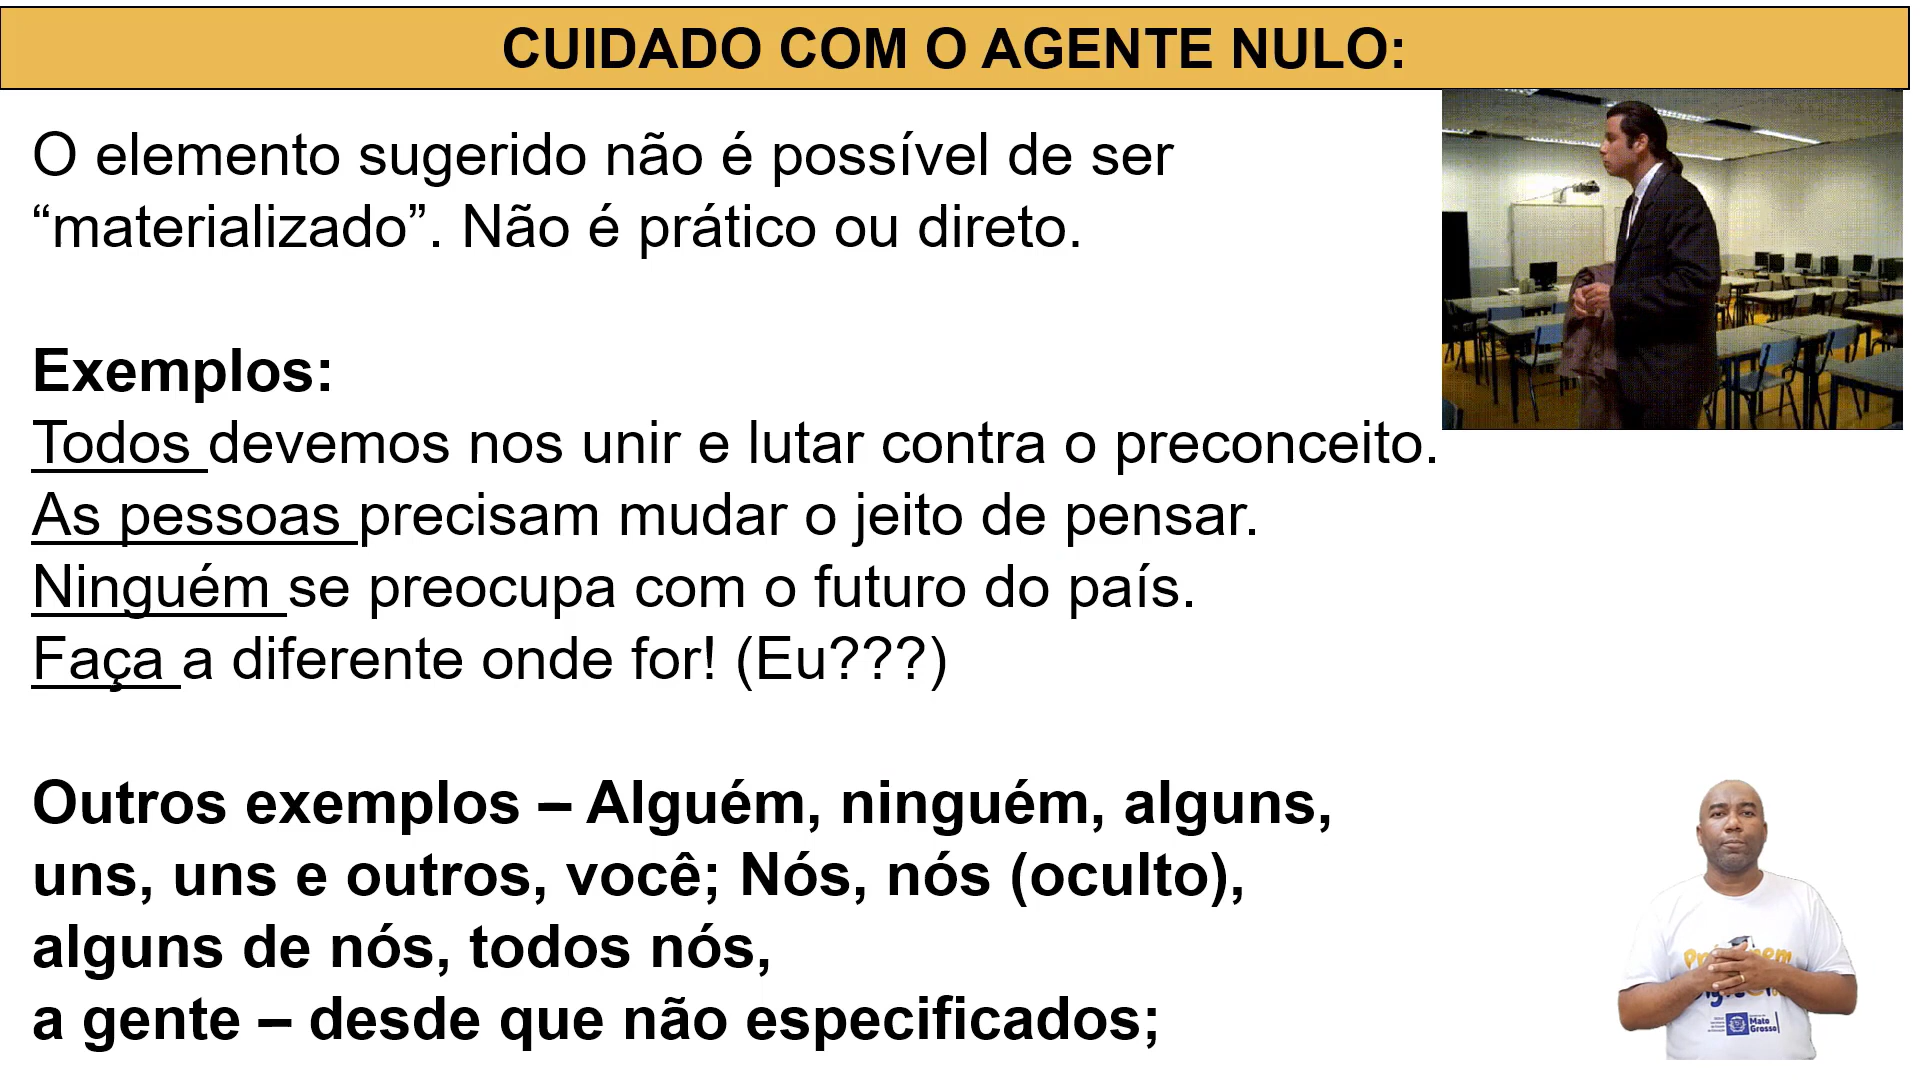 CUIDADO COM O AGENTE NULO:
O elemento sugerido não é possível de ser
“materializado”. Não é prático ou direto.
Exemplos:
Todos devemos nos unir e lutar contra o preconceito.
As pessoas precisam mudar o jeito de pensar.
Ninguém se preocupa com o futuro do país.
Faça a diferente onde for! (Eu???)
Outros exemplos – Alguém, ninguém, alguns,
uns, uns e outros, você; Nós, nós (oculto),
alguns de nós, todos nós,
a gente – desde que não especificados;
Mato
Grosso